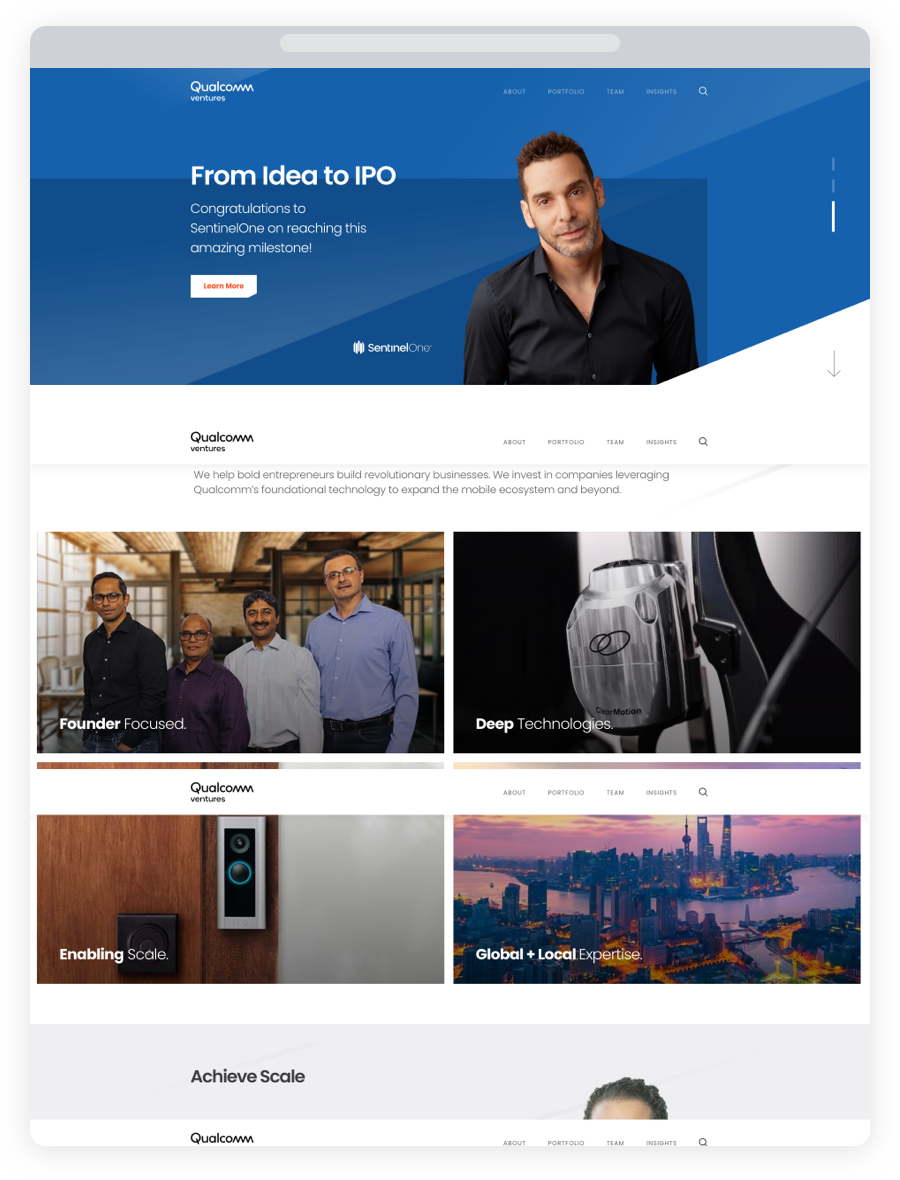 Qualcomm
ventures
ABOUT PORTFOLIO TEAM INSIGHTS
From Idea to IPO
Congratulations to
SentinelOne on reaching this
amazing milestone!
Learn More
SentinelOne
Qualcomm
ventures
ABOUT PORTFOLIO TEAM INSIGHTS
We help bold entrepreneurs build revolutionary businesses. We invest in companies leveraging
Qualcomm's foundational technology to expand the mobile ecosystem and beyond.
ClearMotion
Founder Focused.
Deep Technologies.
Qualcomm
ventures
ABOUT PORTFOLIO TEAM INSIGHTS
Enabling Scale.
Global + Local Expertise.
Achieve Scale
Qualcomm
ABOUT PORTFOLIO TEAM INSIGHTS